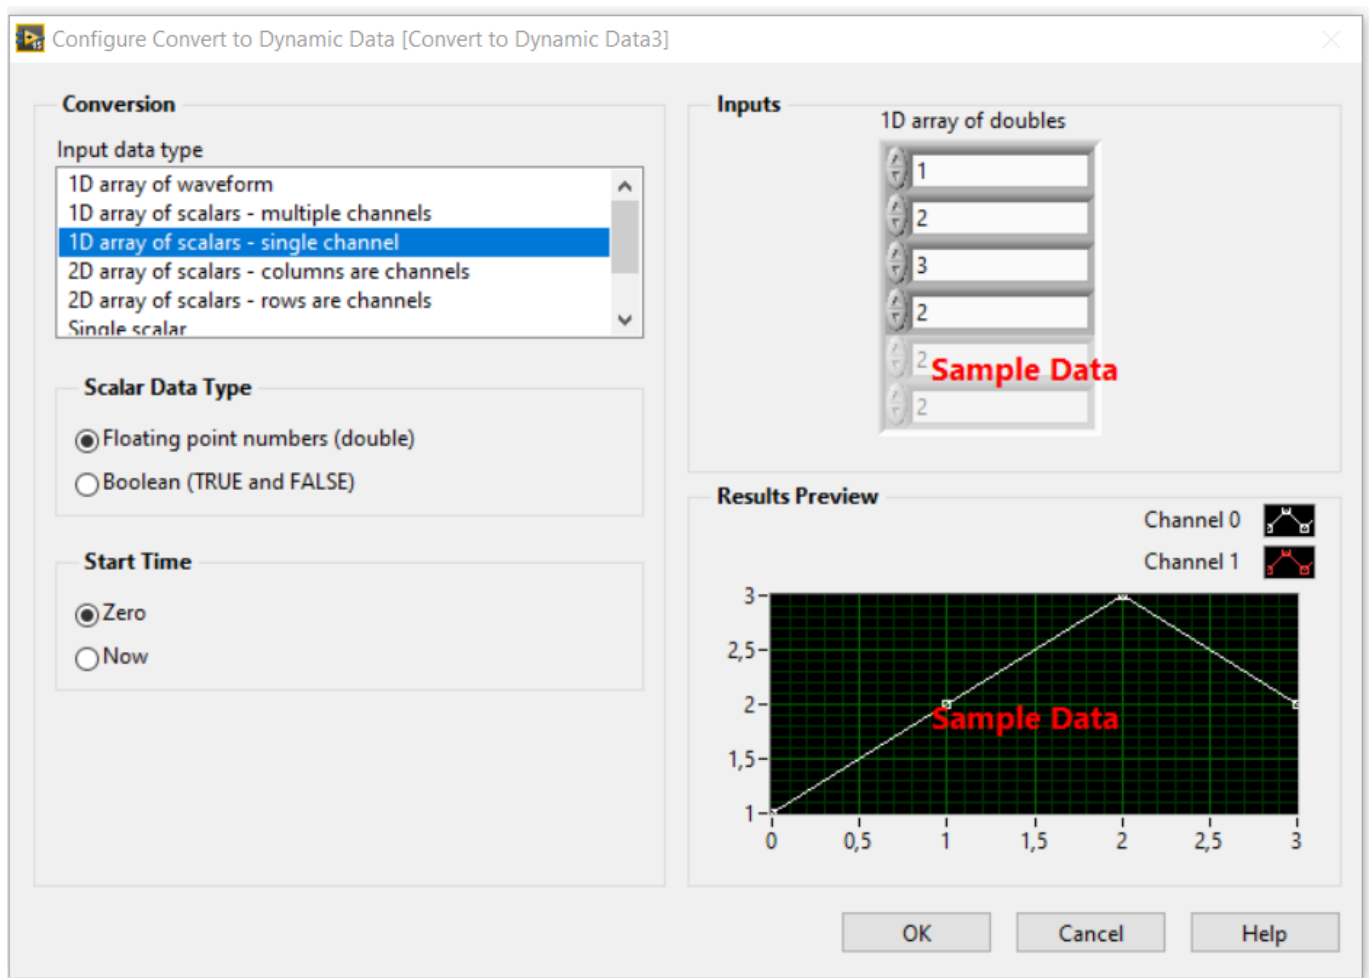 Configure Convert to Dynamic Data [Convert to Dynamic Data3]
Conversion
Input data type
1D array of waveform
1D array of scalars - multiple channels
1D array of scalars - single channel
2D array of scalars - columns are channels
2D array of scalars - rows are channels
Single scalar
Scalar Data Type
Floating point numbers (double)
Boolean (TRUE and FALSE)
Start Time
Zero
Now
Inputs
1D array of doubles
1
2
3
2
2
Sample Data
2
Results Preview
Channel 0
Channel 1
3
2,5
2
Sample Data
1,5
1
0 0,5 1 1,5 2 2,5 3
OK Cancel Help